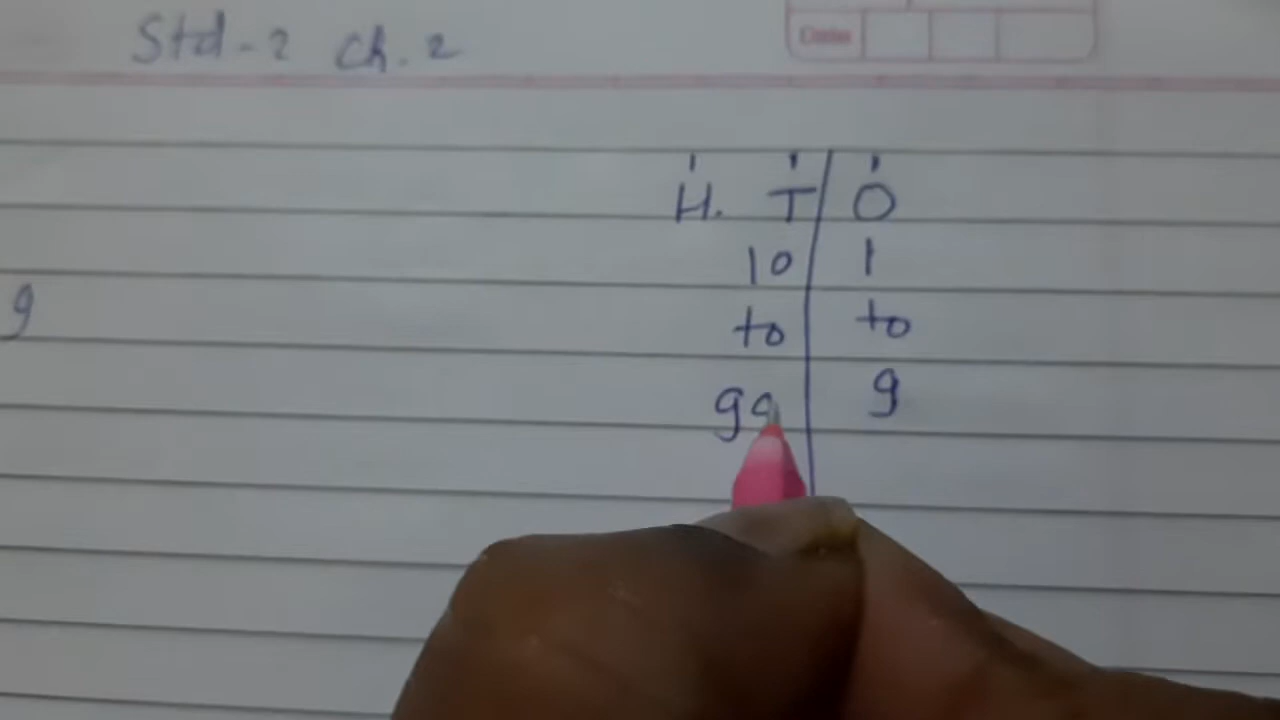 Std - 2 Ch. 2
Date
H. T O
10 1
to to
9
99 9